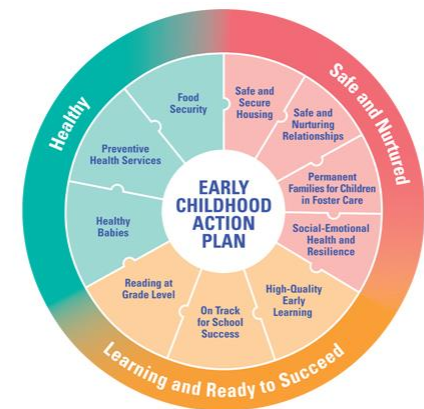 Healthy
Safe and Nurtured
Learning and Ready to Succeed
EARLY
CHILDHOOD
ACTION
PLAN
Food
Security
Safe and
Secure
Housing
Safe and
Nurturing
Relationships
Permanent
Families for Children
in Foster Care
Social-Emotional
Health and
Resilience
High-Quality
Early
Learning
On Track
for School
Success
Reading at
Grade Level
Healthy
Babies
Preventive
Health Services